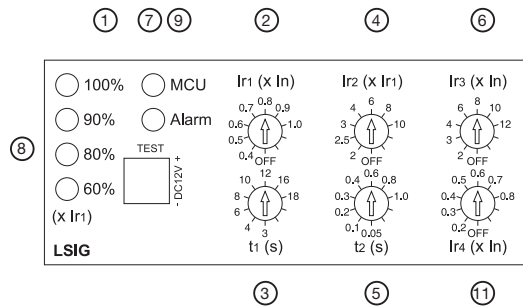 1 7 9 2 4 6
100% MCU Ir1 (x In) Ir2 (x Ir1) Ir3 (x In)
0.4 0.5 0.6 0.7 0.8 0.9 1.0 OFF
2 2.5 3 4 6 8 10 OFF
2 3 4 6 8 10 12 OFF
90% Alarm
8
80% TEST
60% - DC12V +
(x Ir1)
3 4 6 8 10 12 16 18
0.05 0.1 0.2 0.3 0.4 0.6 0.8 1.0
0.2 0.3 0.4 0.5 0.6 0.7 0.8 OFF
LSIG t1 (s) t2 (s) Ir4 (x In)
3 5 11